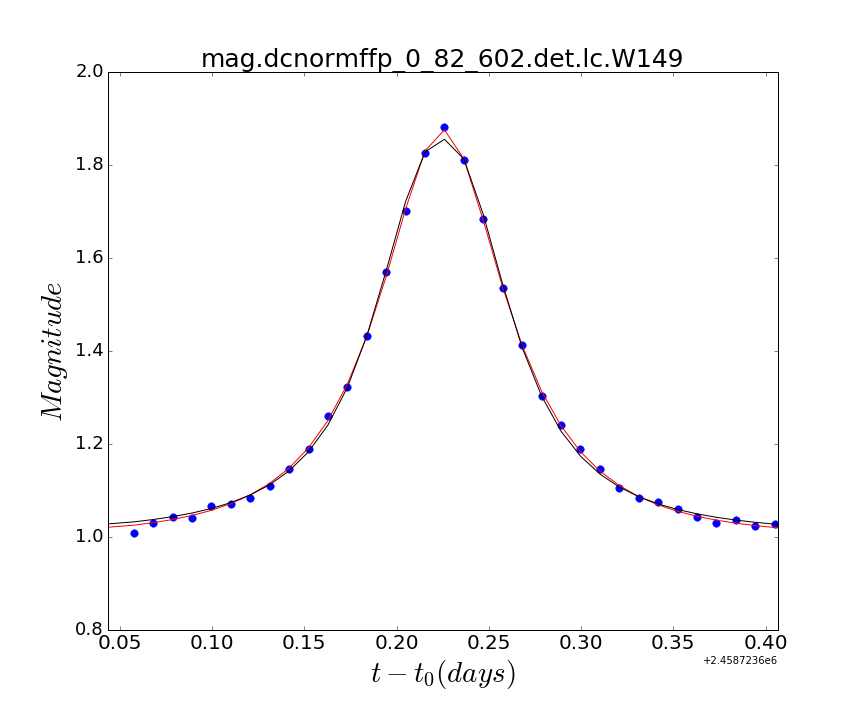 mag.dcnormffp_0_82_602.det.lc.W149
Magnitude
2.0
1.8
1.6
1.4
1.2
1.0
0.8
0.05 0.10 0.15 0.20 0.25 0.30 0.35 0.40
+2.4587236e6
t − t₀(days)